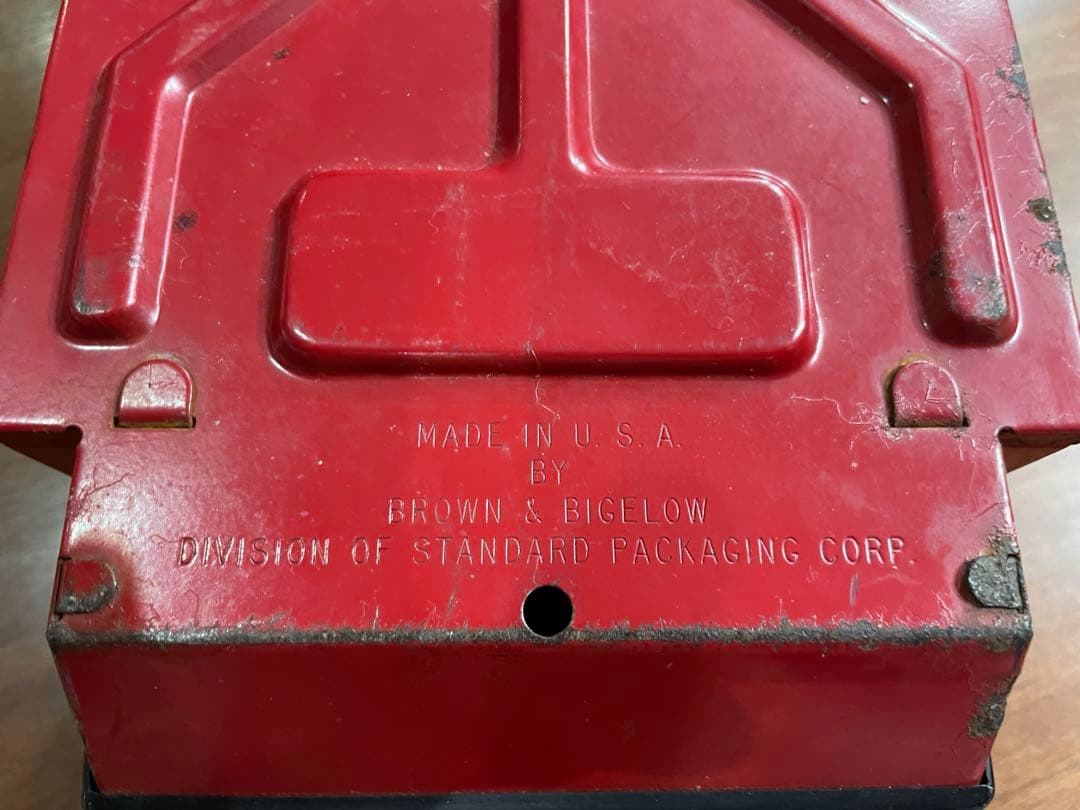 MADE IN U. S. A.
BY
BROWN & BIGELOW
DIVISION OF STANDARD PACKAGING CORP.